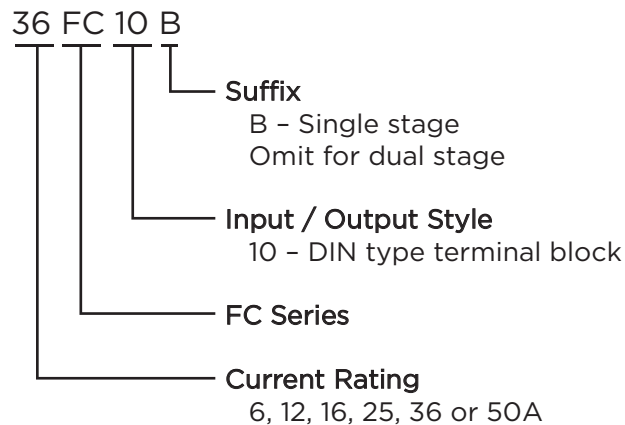 36 FC 10 B
Suffix
B – Single stage
Omit for dual stage
Input / Output Style
10 – DIN type terminal block
FC Series
Current Rating
6, 12, 16, 25, 36 or 50A